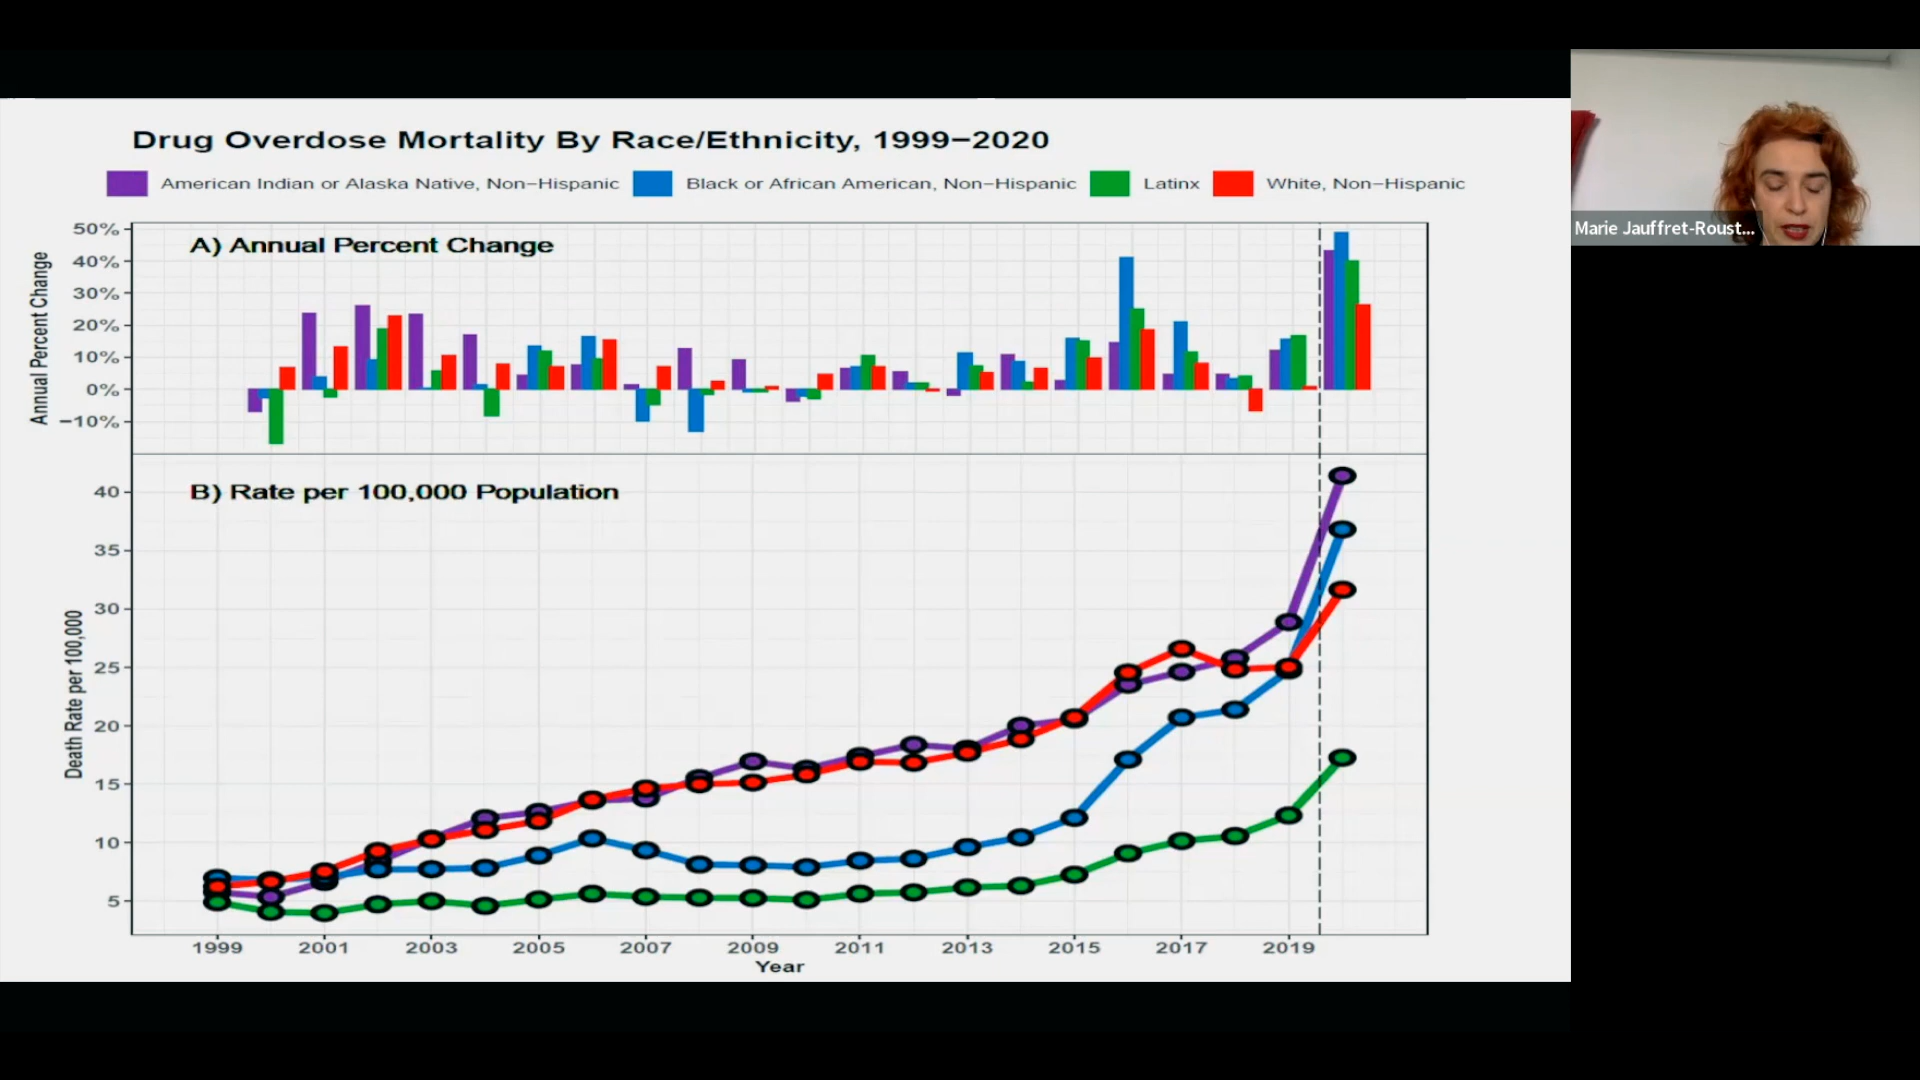 Drug Overdose Mortality By Race/Ethnicity, 1999−2020
American Indian or Alaska Native, Non−Hispanic Black or African American, Non−Hispanic Latinx White, Non−Hispanic
A) Annual Percent Change
Annual Percent Change
50%
40%
30%
20%
10%
0%
−10%
B) Rate per 100,000 Population
Death Rate per 100,000
40
35
30
25
20
15
10
5
1999 2001 2003 2005 2007 2009 2011 2013 2015 2017 2019
Year
Marie Jauffret-Roust...